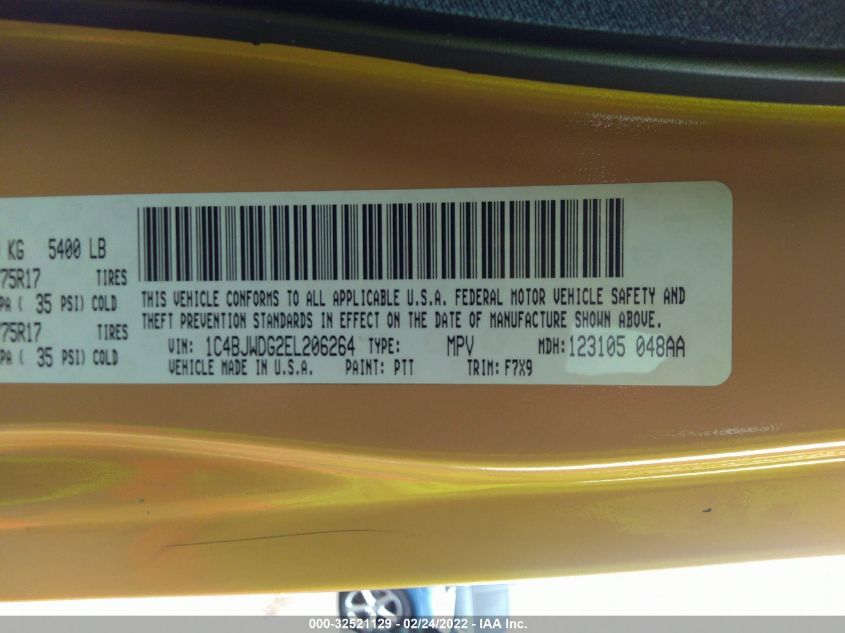 KG 5400 LB
75R17 TIRES
PA ( 35 PSI) COLD
75R17 TIRES
PA ( 35 PSI) COLD
THIS VEHICLE CONFORMS TO ALL APPLICABLE U.S.A. FEDERAL MOTOR VEHICLE SAFETY AND
THEFT PREVENTION STANDARDS IN EFFECT ON THE DATE OF MANUFACTURE SHOWN ABOVE.
VIN: 1C4BJWDG2EL206264 TYPE: MPV MDH: 123105 048AA
VEHICLE MADE IN U.S.A. PAINT: PTT TRIM: F7X9
000-32521129 - 02/24/2022 - IAA Inc.